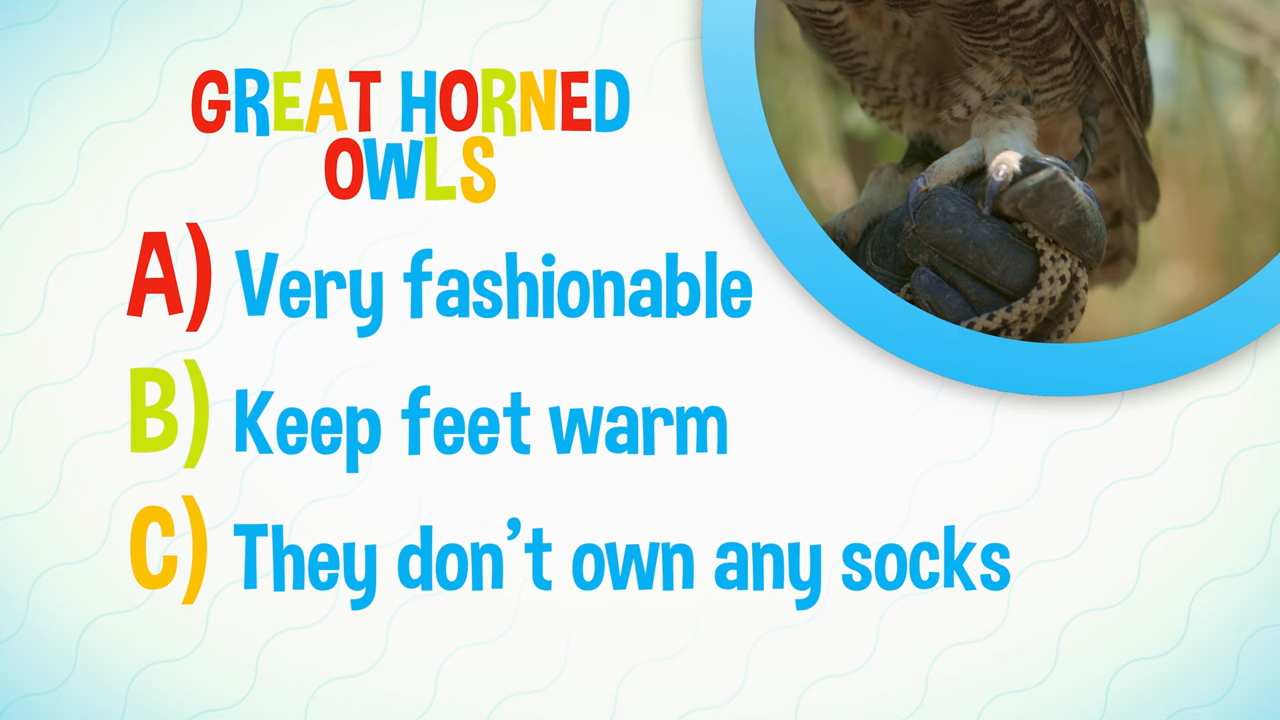 GREAT HORNED
OWLS
A) Very fashionable
B) Keep feet warm
C) They don't own any socks